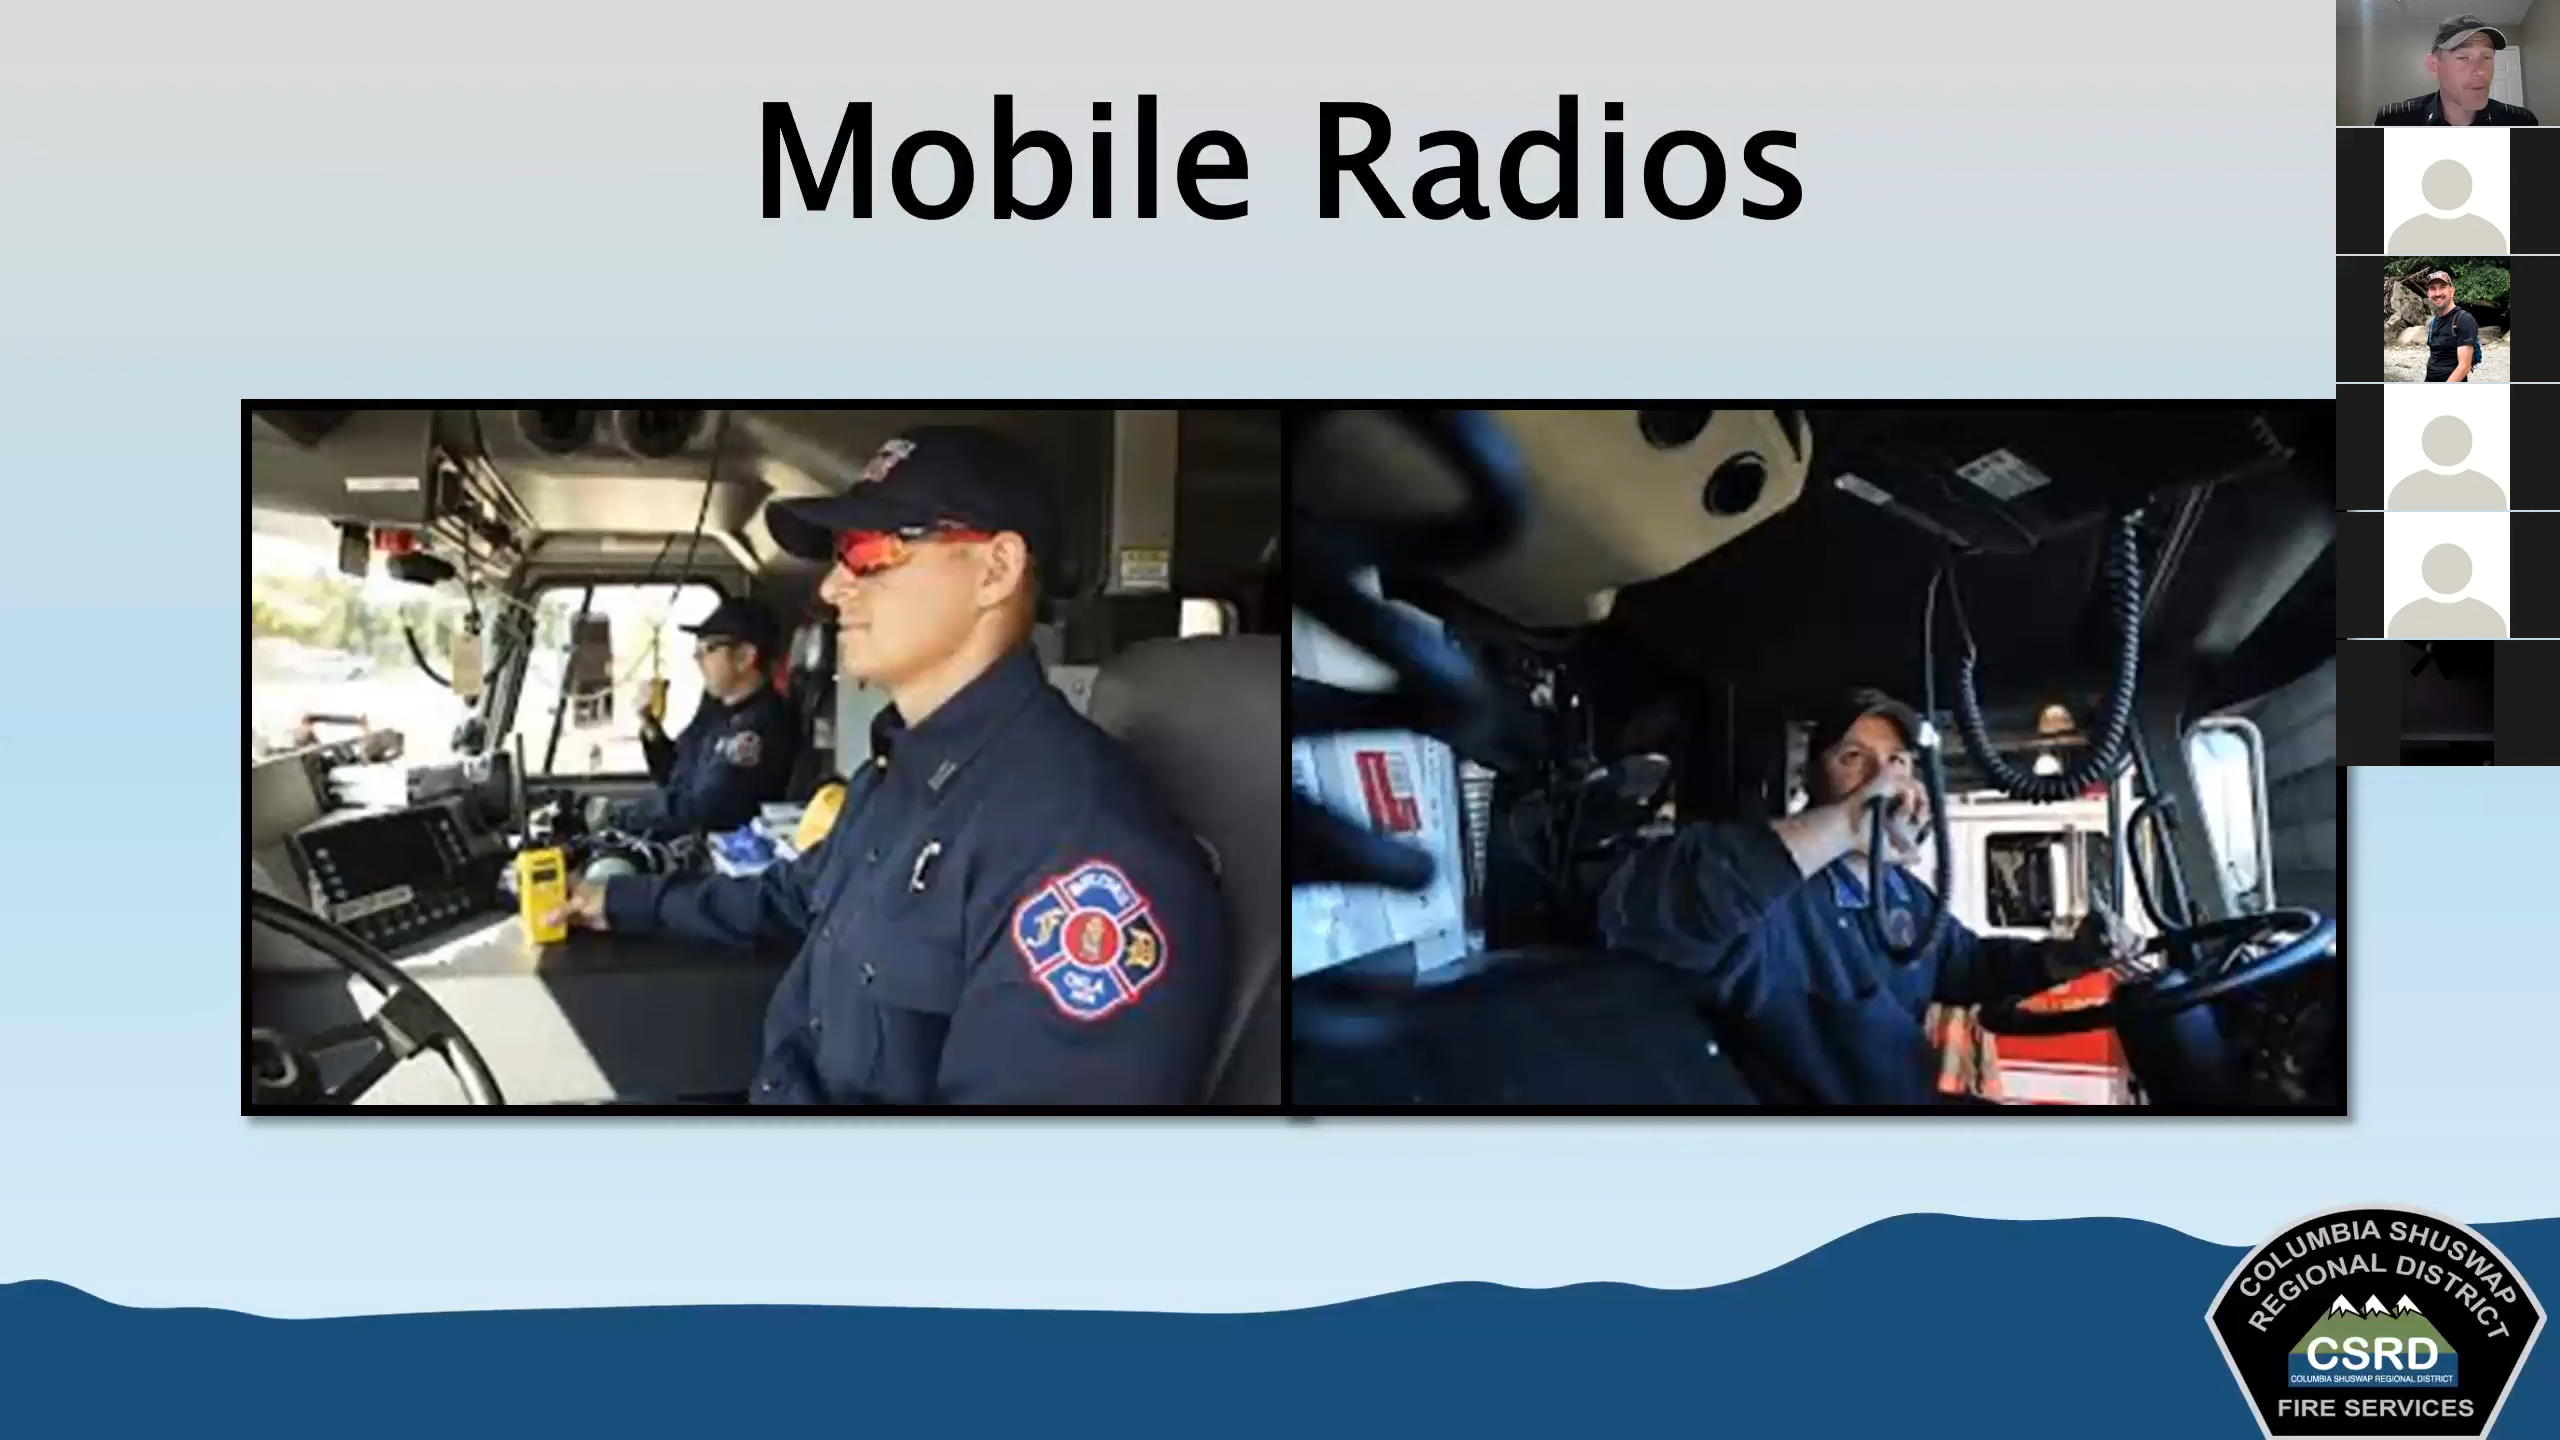 Mobile Radios
COLUMBIA SHUSWAP
REGIONAL DISTRICT
CSRD
COLUMBIA SHUSWAP REGIONAL DISTRICT
FIRE SERVICES